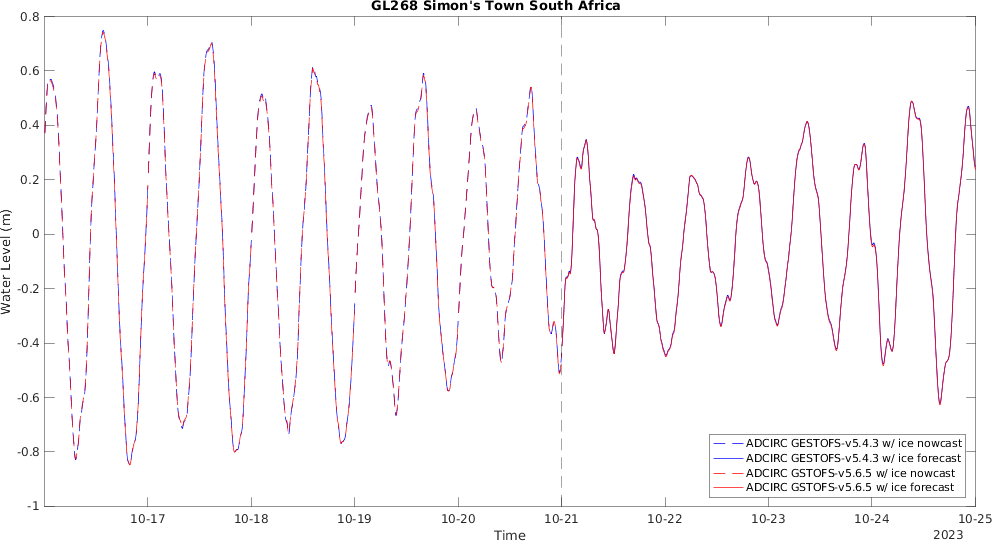 GL268 Simon's Town South Africa
Water Level (m)
0.8
0.6
0.4
0.2
0
-0.2
-0.4
-0.6
-0.8
-1
ADCIRC GESTOFS-v5.4.3 w/ ice nowcast
ADCIRC GESTOFS-v5.4.3 w/ ice forecast
ADCIRC GSTOFS-v5.6.5 w/ ice nowcast
ADCIRC GSTOFS-v5.6.5 w/ ice forecast
10-17 10-18 10-19 10-20 10-21 10-22 10-23 10-24 10-25
Time
2023